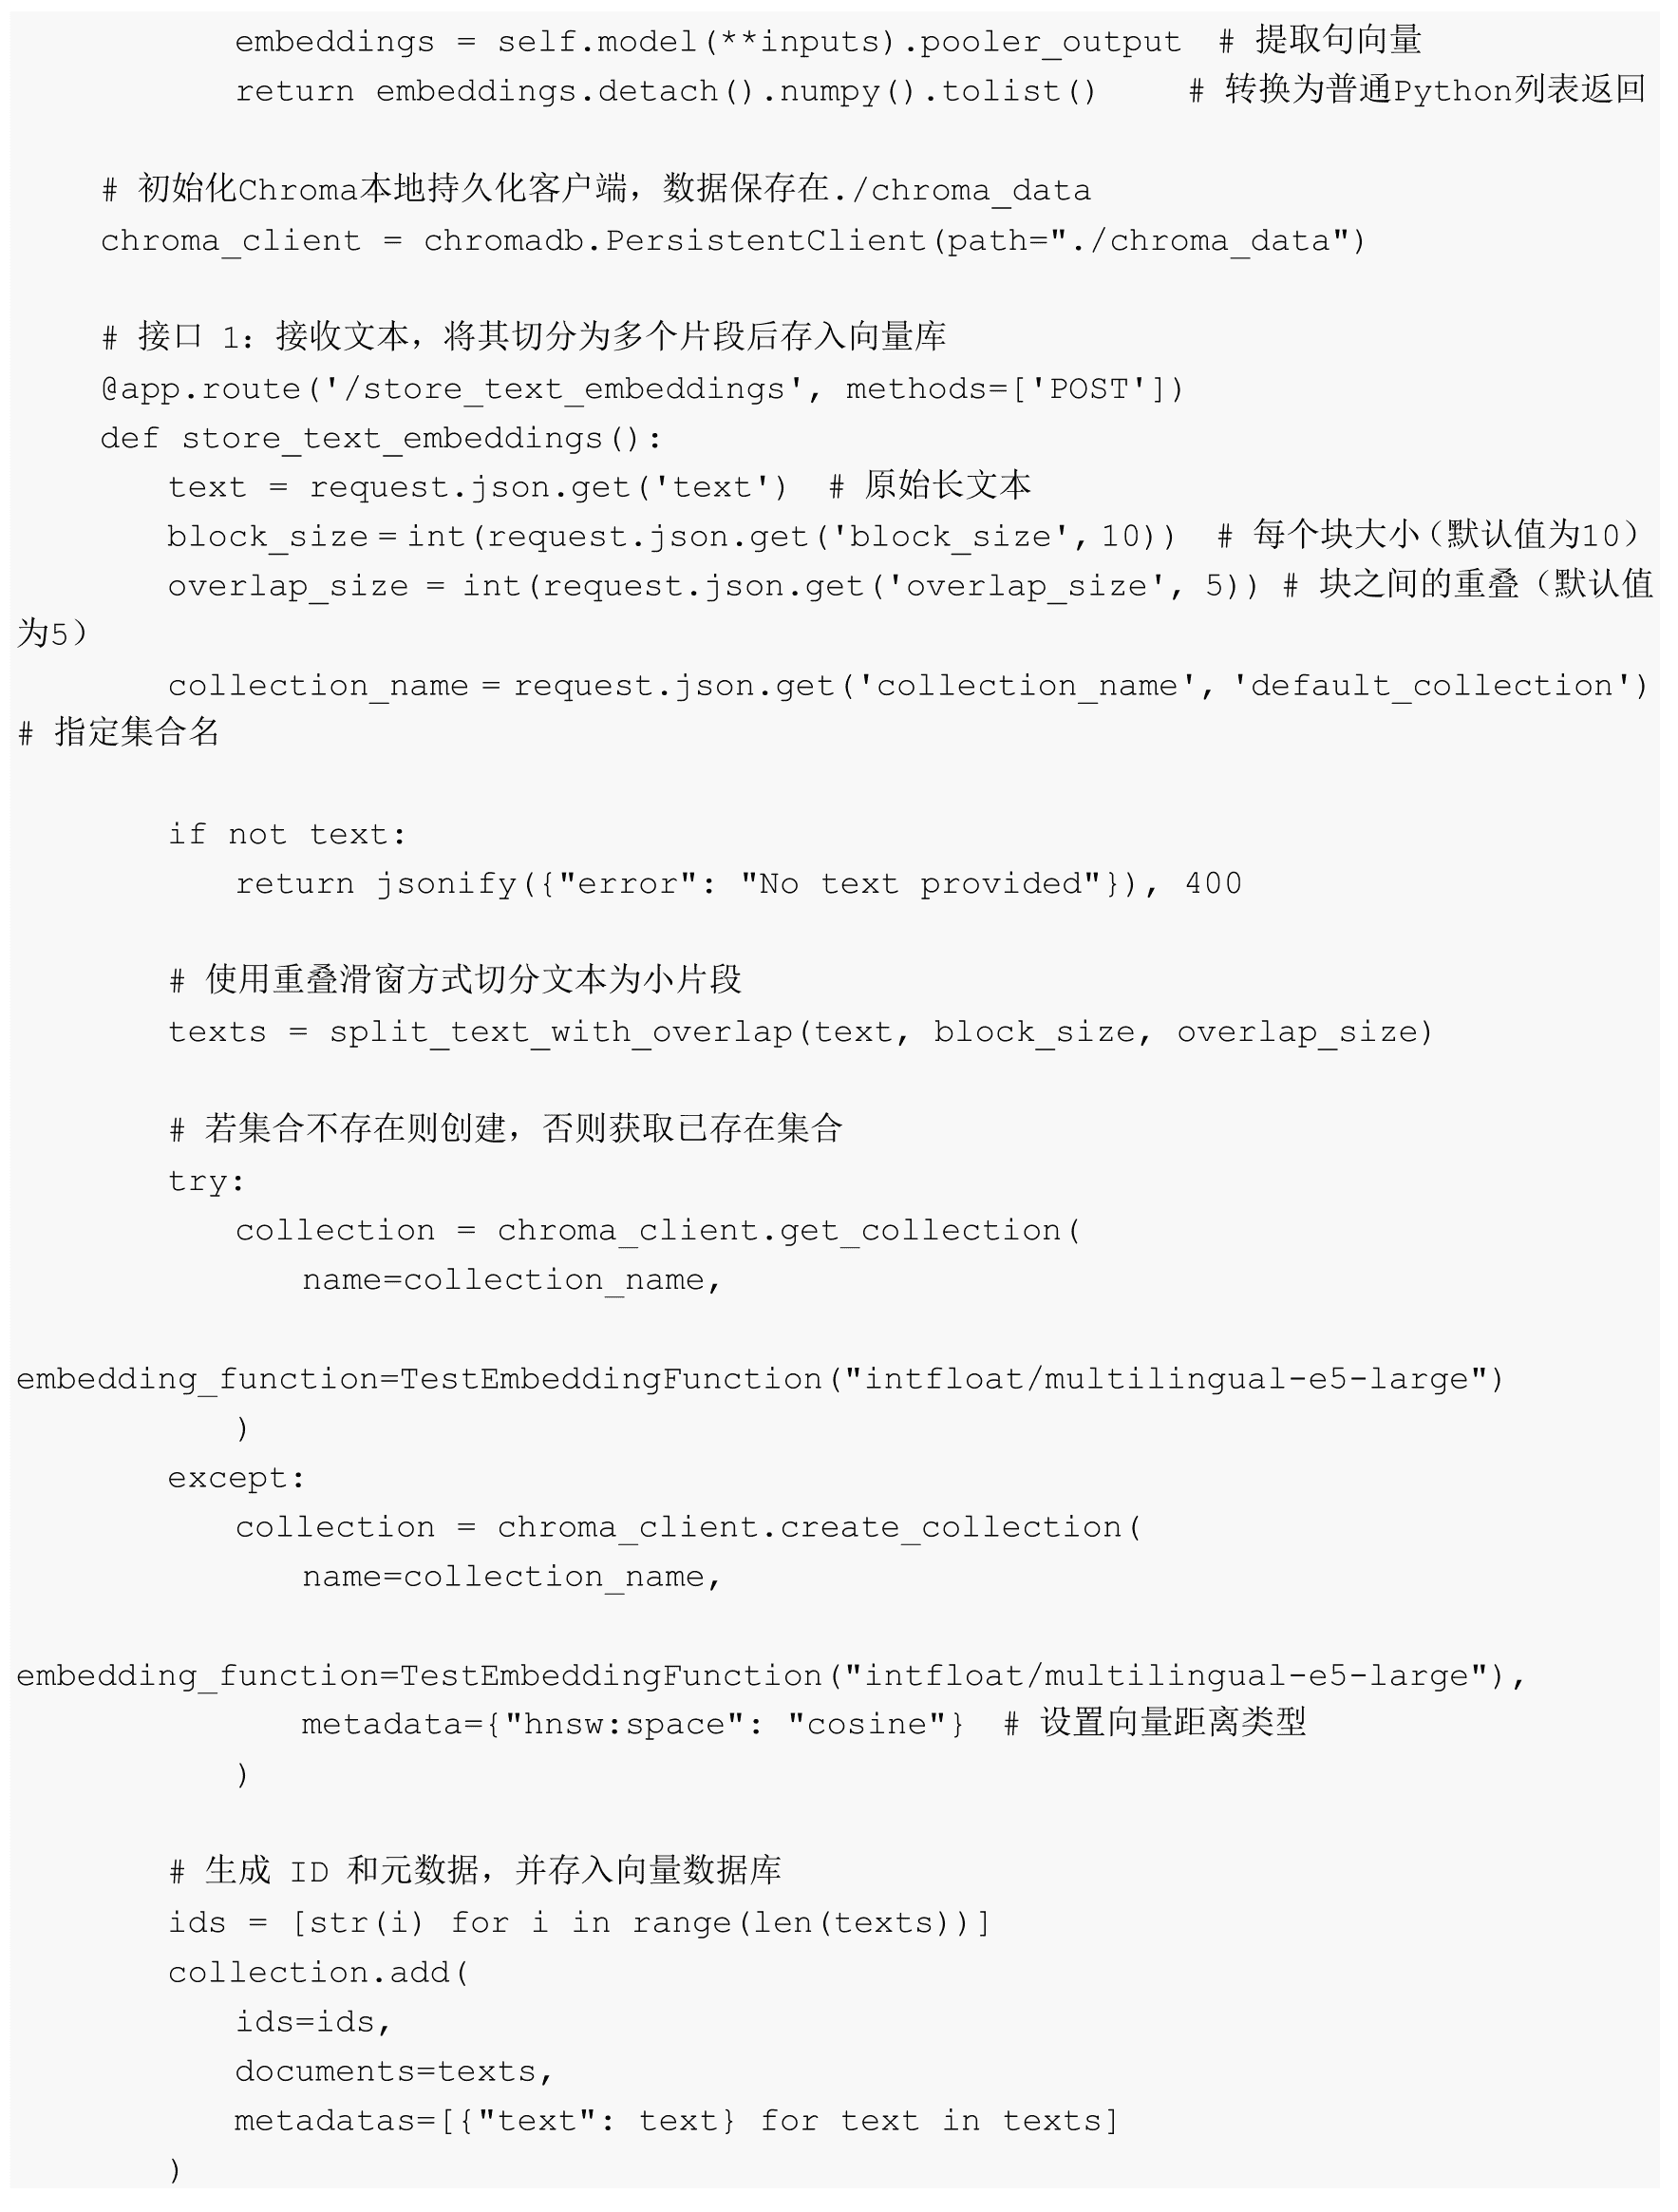 embeddings = self.model(**inputs).pooler_output  # 提取句向量
return embeddings.detach().numpy().tolist()    # 转换为普通Python列表返回
# 初始化Chroma本地持久化客户端，数据保存在./chroma_data
chroma_client = chromadb.PersistentClient(path="./chroma_data")
# 接口 1：接收文本，将其切分为多个片段后存入向量库
@app.route('/store_text_embeddings', methods=['POST'])
def store_text_embeddings():
text = request.json.get('text')  # 原始长文本
block_size = int(request.json.get('block_size', 10))  # 每个块大小（默认值为10）
overlap_size = int(request.json.get('overlap_size', 5)) # 块之间的重叠（默认值
为5）
collection_name = request.json.get('collection_name', 'default_collection')
# 指定集合名
if not text:
return jsonify({"error": "No text provided"}), 400
# 使用重叠滑窗方式切分文本为小片段
texts = split_text_with_overlap(text, block_size, overlap_size)
# 若集合不存在则创建，否则获取已存在集合
try:
collection = chroma_client.get_collection(
name=collection_name,
embedding_function=TestEmbeddingFunction("intfloat/multilingual-e5-large")
)
except:
collection = chroma_client.create_collection(
name=collection_name,
embedding_function=TestEmbeddingFunction("intfloat/multilingual-e5-large"),
metadata={"hnsw:space": "cosine"}  # 设置向量距离类型
)
# 生成 ID 和元数据，并存入向量数据库
ids = [str(i) for i in range(len(texts))]
collection.add(
ids=ids,
documents=texts,
metadatas=[{"text": text} for text in texts]
)